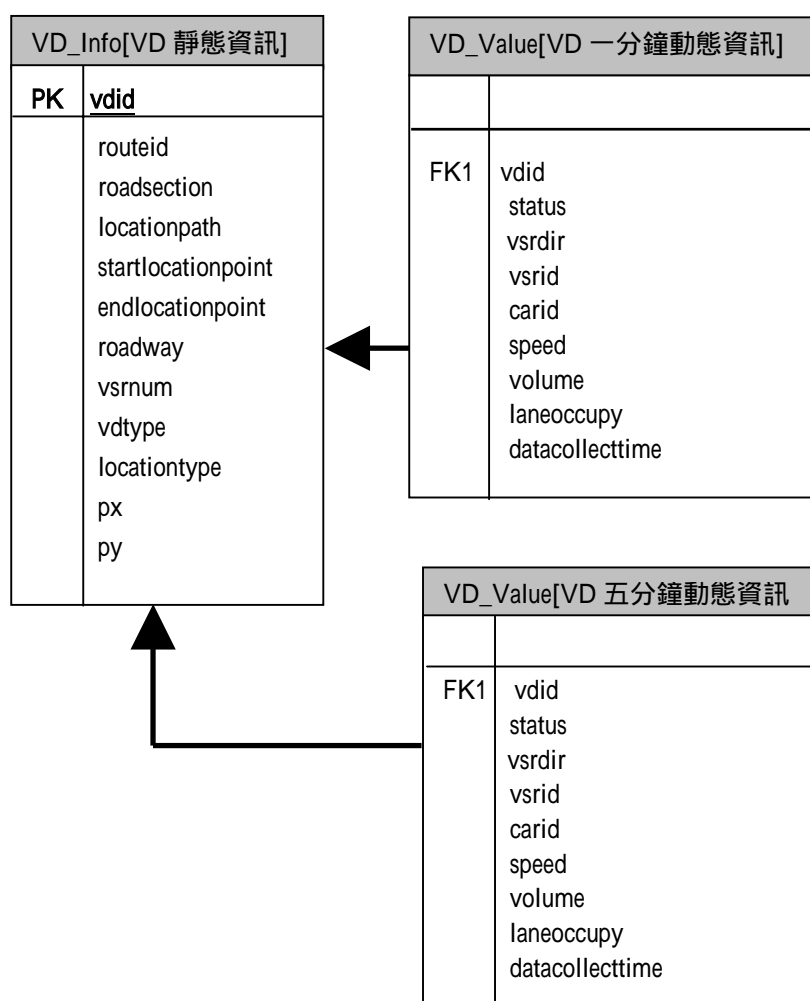 VD_Info[VD 靜態資訊]
PK vdid
routeid
roadsection
locationpath
startlocationpoint
endlocationpoint
roadway
vsrnum
vdtype
locationtype
px
py
VD_Value[VD 一分鐘動態資訊]
FK1 vdid
status
vsrdir
vsrid
carid
speed
volume
laneoccupy
datacollecttime
VD_Value[VD 五分鐘動態資訊
FK1 vdid
status
vsrdir
vsrid
carid
speed
volume
laneoccupy
datacollecttime